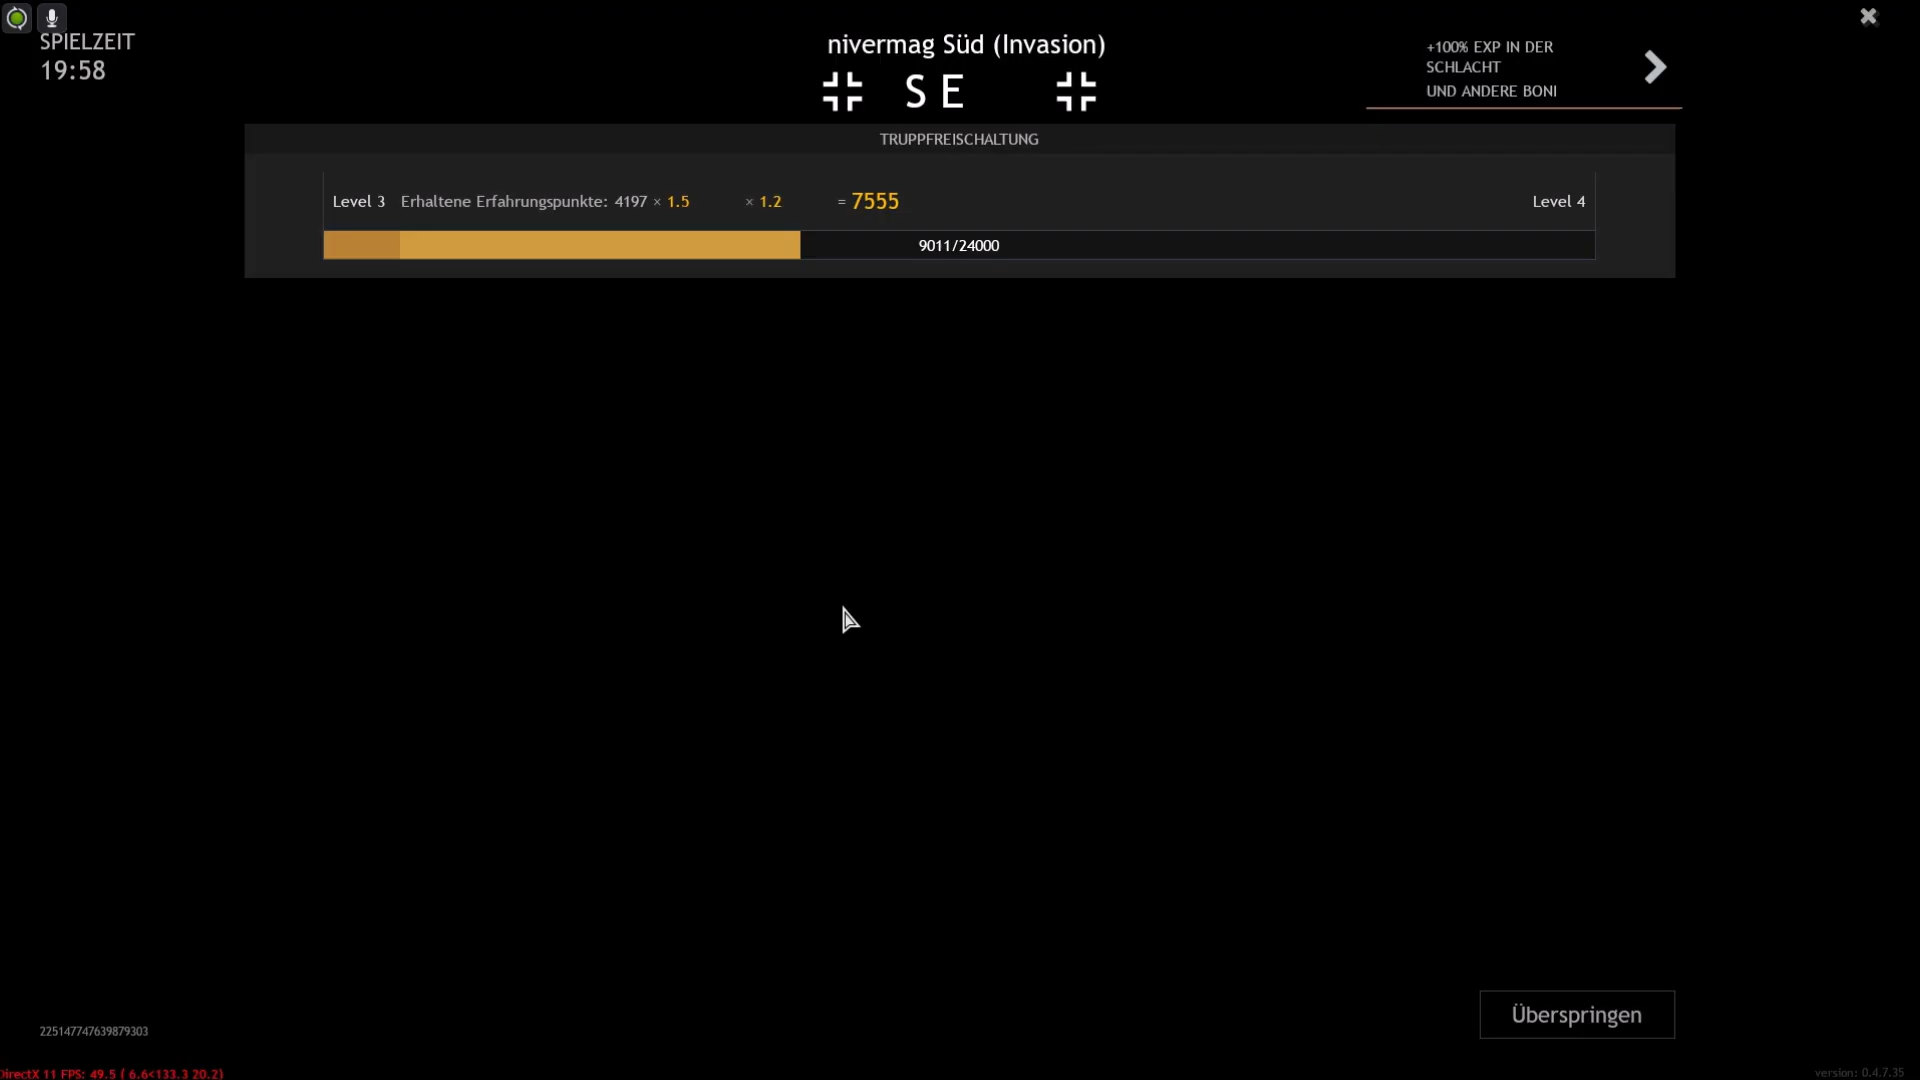 SPIELZEIT
19:58
nivermag Süd (Invasion)
S E
+100% EXP IN DER
SCHLACHT
UND ANDERE BONI
TRUPPFREISCHALTUNG
Level 3 Erhaltene Erfahrungspunkte: 4197 × 1.5 × 1.2 = 7555 Level 4
9011/24000
Überspringen
225147747639879303
DirectX 11 FPS: 49.5 ( 6.6<133.3 20.2)
version: 0.4.7.35